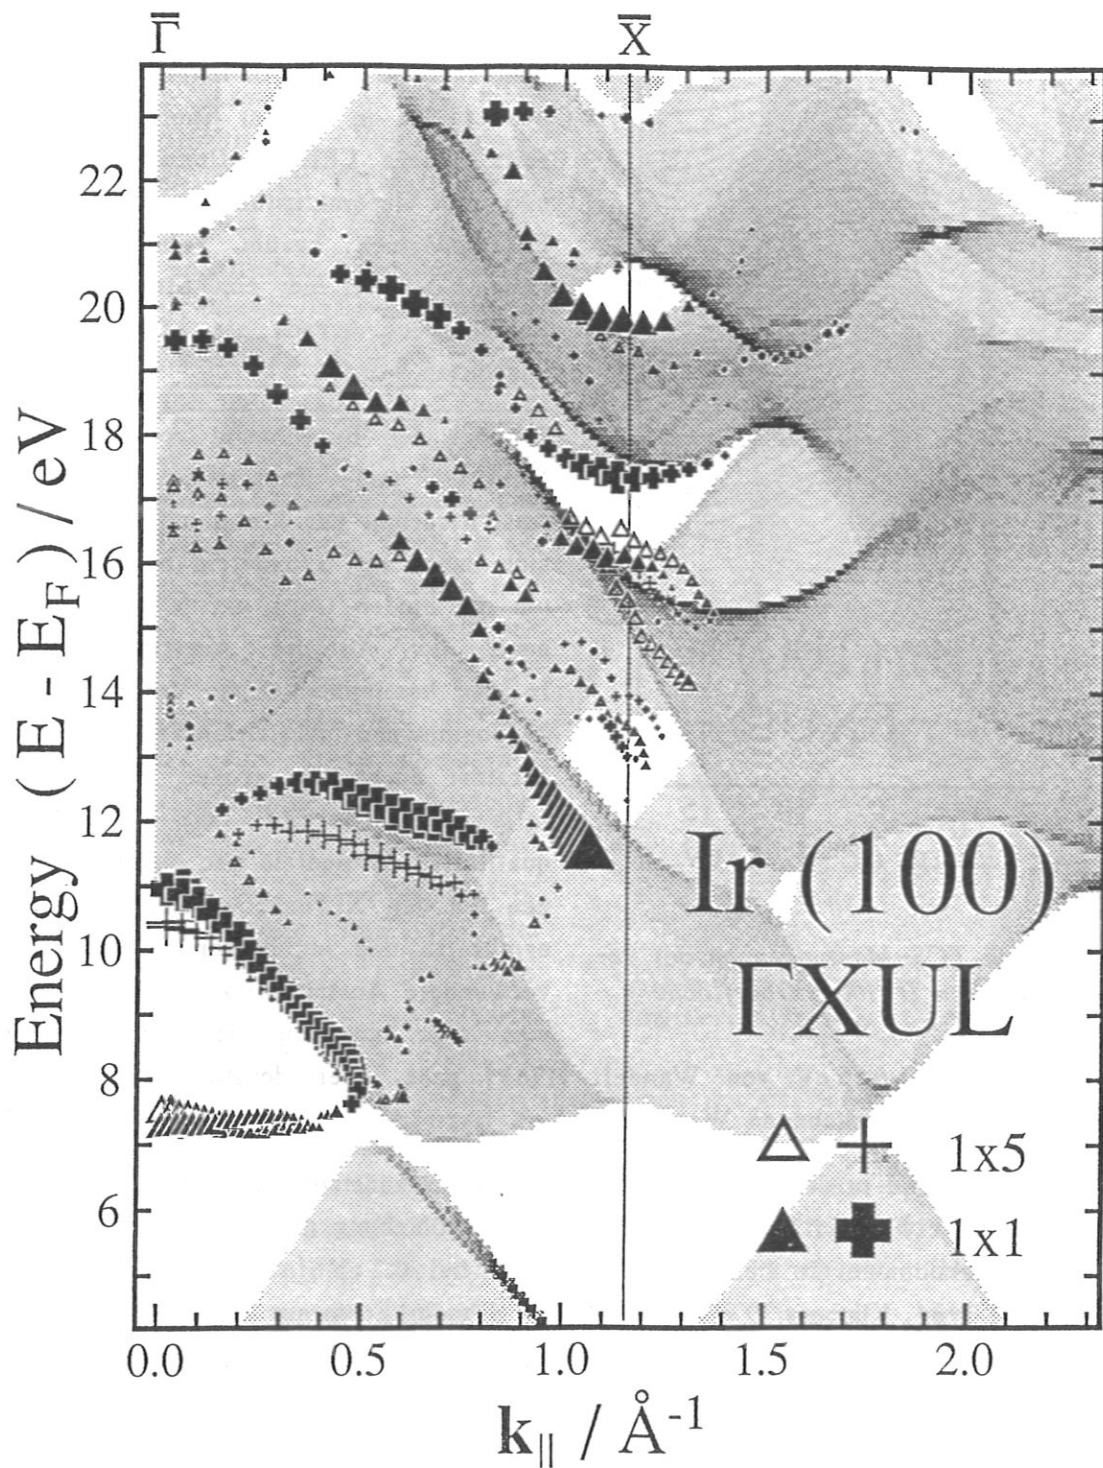 Γ̅ X̅
22
20
18
16
14
12
10
8
6
Energy (E - E_F) / eV
Ir (100)
ΓXUL
1x5
1x1
0.0 0.5 1.0 1.5 2.0
k_|| / Å⁻¹